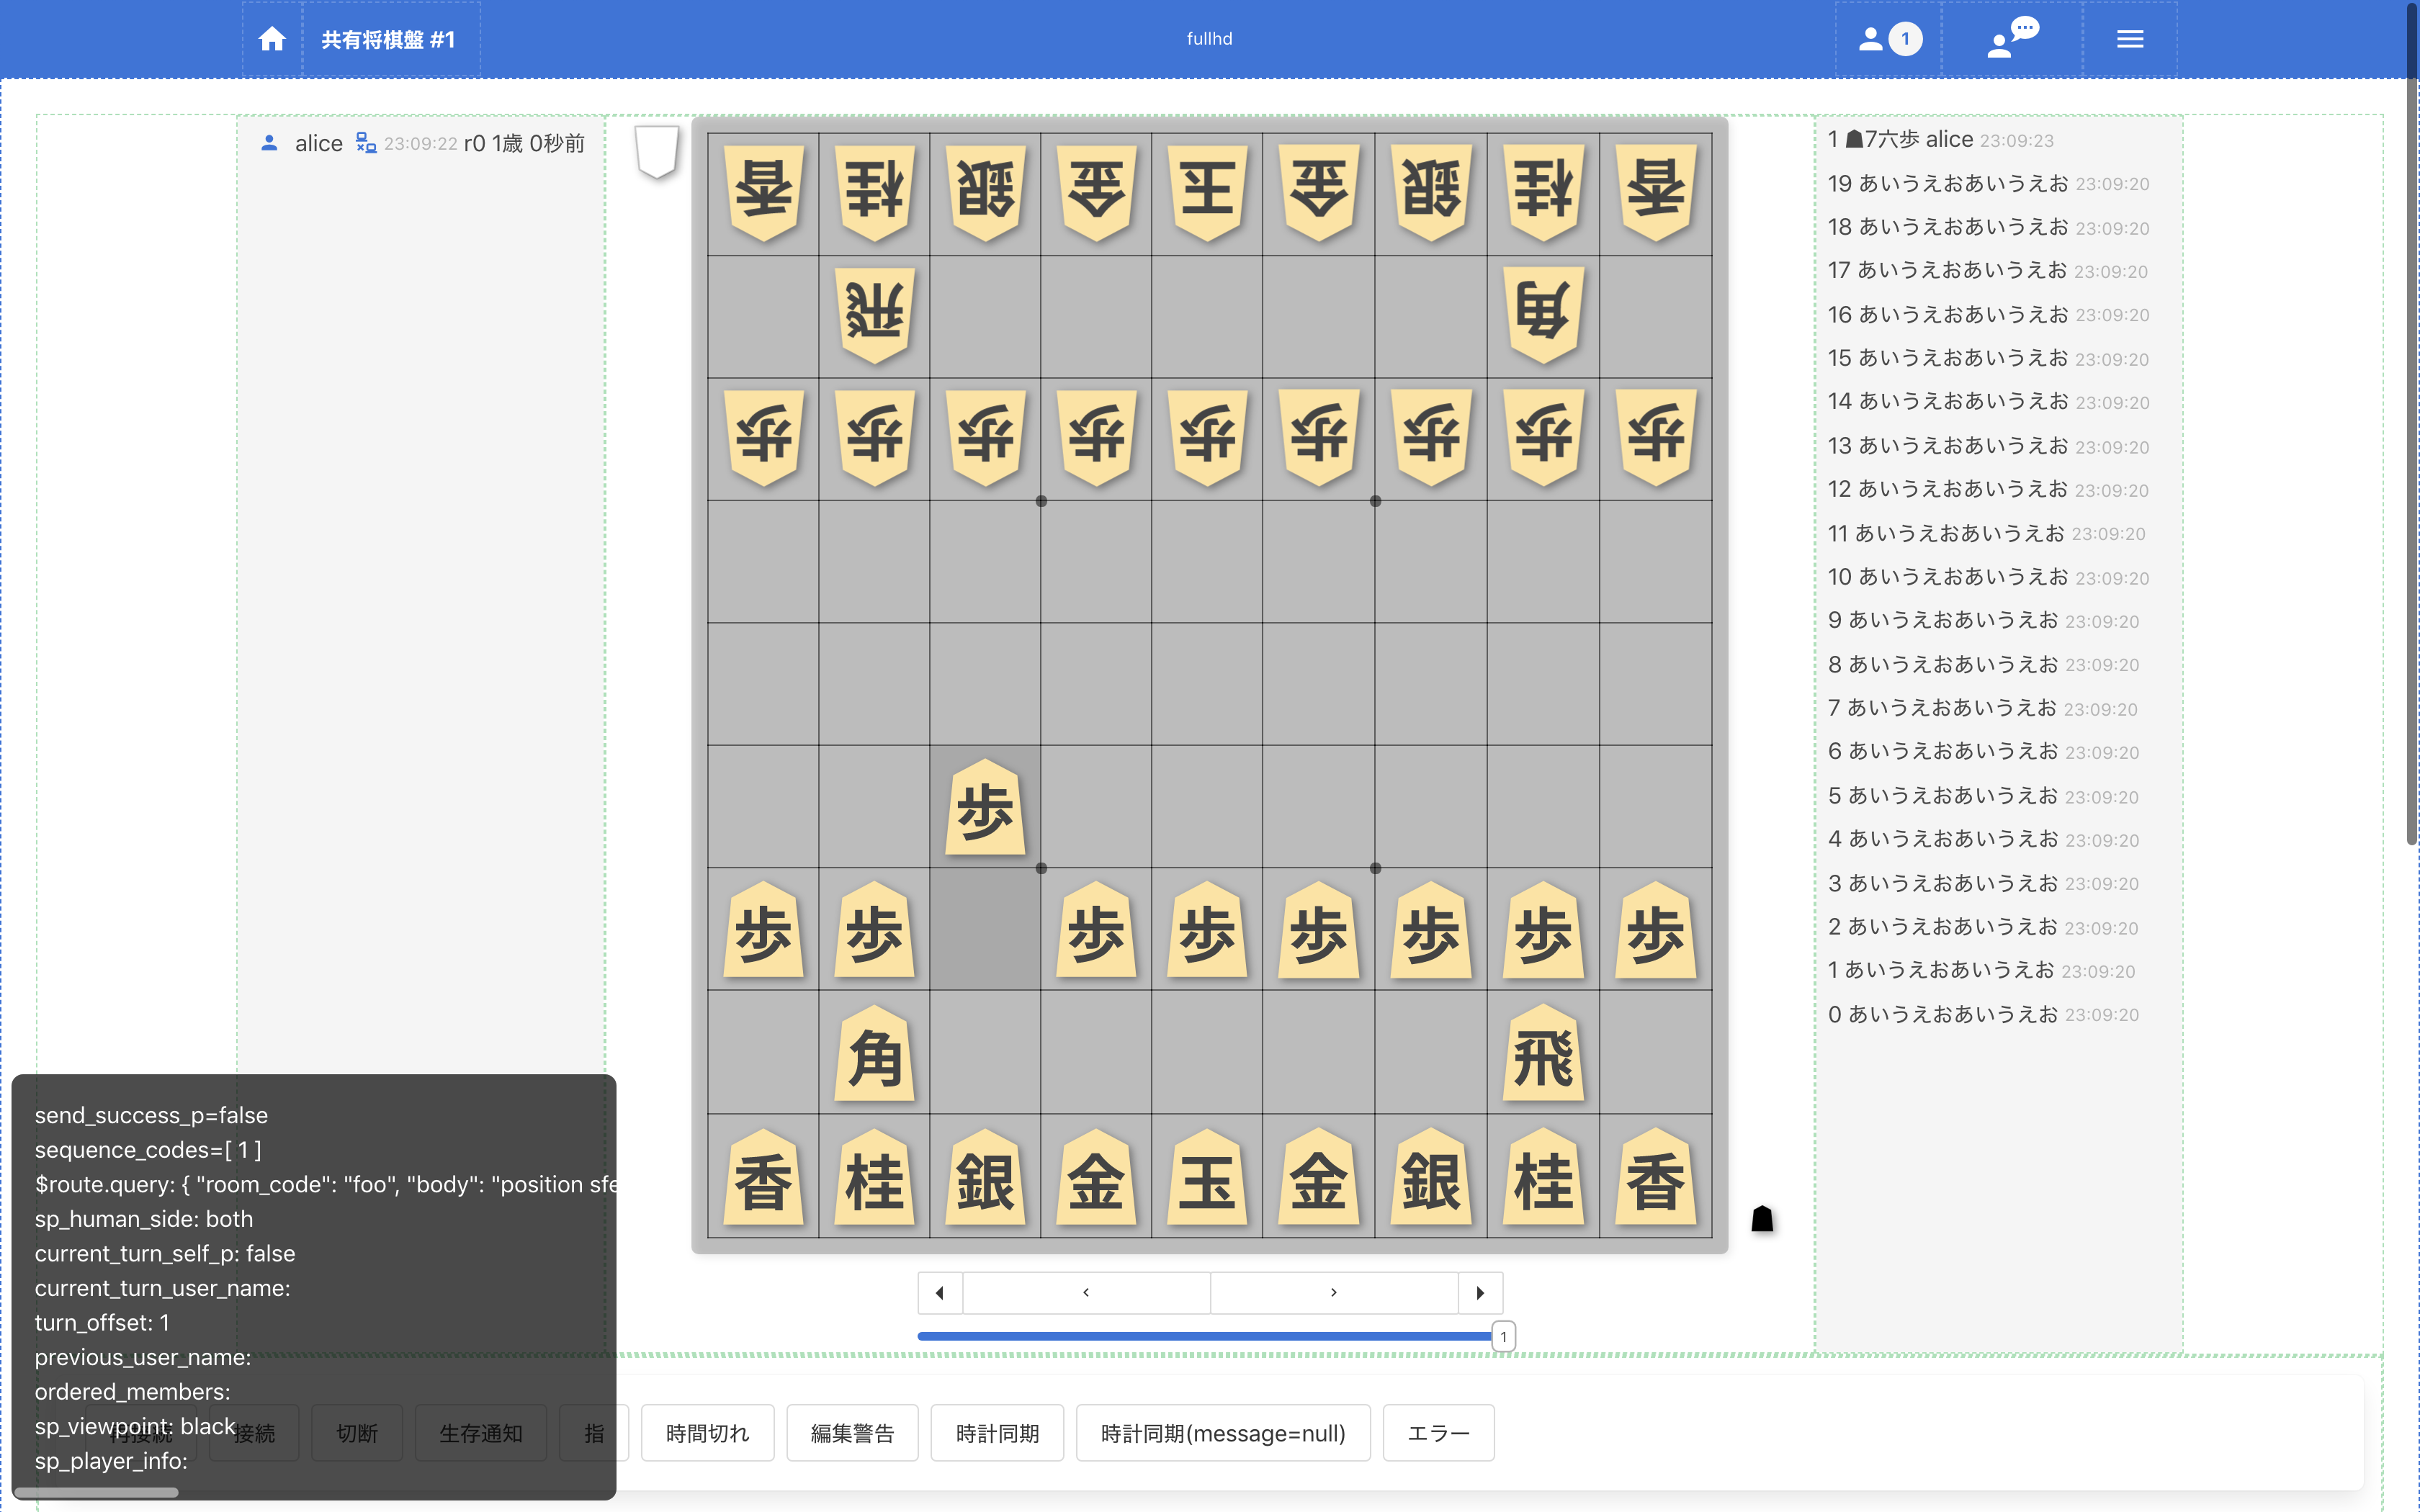 共有将棋盤 #1
fullhd
1
alice 23:09:22 r0 1歳 0秒前
香 桂 銀 金 玉 金 銀 桂 香
飛 角
歩 歩 歩 歩 歩 歩 歩 歩 歩
歩
歩 歩 歩 歩 歩 歩 歩 歩
角 飛
香 桂 銀 金 玉 金 銀 桂 香
1
1 ☗7六歩 alice 23:09:23
19 あいうえおあいうえお 23:09:20
18 あいうえおあいうえお 23:09:20
17 あいうえおあいうえお 23:09:20
16 あいうえおあいうえお 23:09:20
15 あいうえおあいうえお 23:09:20
14 あいうえおあいうえお 23:09:20
13 あいうえおあいうえお 23:09:20
12 あいうえおあいうえお 23:09:20
11 あいうえおあいうえお 23:09:20
10 あいうえおあいうえお 23:09:20
9 あいうえおあいうえお 23:09:20
8 あいうえおあいうえお 23:09:20
7 あいうえおあいうえお 23:09:20
6 あいうえおあいうえお 23:09:20
5 あいうえおあいうえお 23:09:20
4 あいうえおあいうえお 23:09:20
3 あいうえおあいうえお 23:09:20
2 あいうえおあいうえお 23:09:20
1 あいうえおあいうえお 23:09:20
0 あいうえおあいうえお 23:09:20
send_success_p=false
sequence_codes=[ 1 ]
$route.query: { "room_code": "foo", "body": "position sfe
sp_human_side: both
current_turn_self_p: false
current_turn_user_name:
turn_offset: 1
previous_user_name:
ordered_members:
sp_viewpoint: black
sp_player_info:
再接続 接続 切断 生存通知 指 時間切れ 編集警告 時計同期 時計同期(message=null) エラー